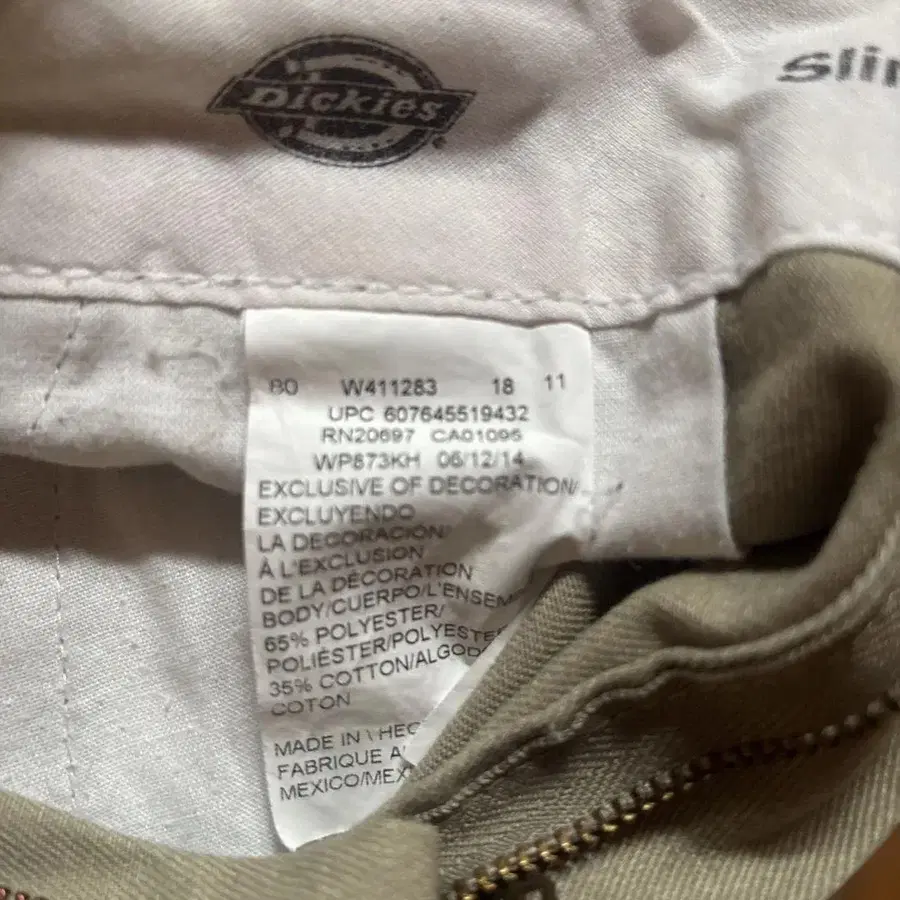 Dickies
80 W411283 18 11
UPC 607645519432
RN20697 CA01095
WP873KH 06/12/14
EXCLUSIVE OF DECORATION/
EXCLUYENDO
LA DECORACIÓN/
À L'EXCLUSION
DE LA DÉCORATION
BODY/CUERPO/L'ENSEM
65% POLYESTER/
POLIÉSTER/POLYESTE
35% COTTON/ALGOD
COTON
MADE IN \ HEC
FABRIQUE A
MEXICO/MEX